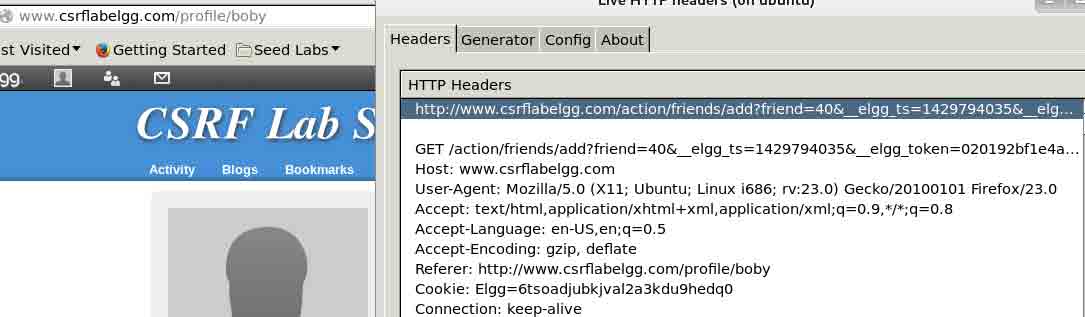 www.csrflabelgg.com/profile/boby
st Visited Getting Started Seed Labs
gg.
CSRF Lab S
Activity Blogs Bookmarks
Live HTTP headers (on ubuntu)
Headers Generator Config About
HTTP Headers
http://www.csrflabelgg.com/action/friends/add?friend=40&__elgg_ts=1429794035&__elg...
GET /action/friends/add?friend=40&__elgg_ts=1429794035&__elgg_token=020192bf1e4a...
Host: www.csrflabelgg.com
User-Agent: Mozilla/5.0 (X11; Ubuntu; Linux i686; rv:23.0) Gecko/20100101 Firefox/23.0
Accept: text/html,application/xhtml+xml,application/xml;q=0.9,*/*;q=0.8
Accept-Language: en-US,en;q=0.5
Accept-Encoding: gzip, deflate
Referer: http://www.csrflabelgg.com/profile/boby
Cookie: Elgg=6tsoadjubkjval2a3kdu9hedq0
Connection: keep-alive